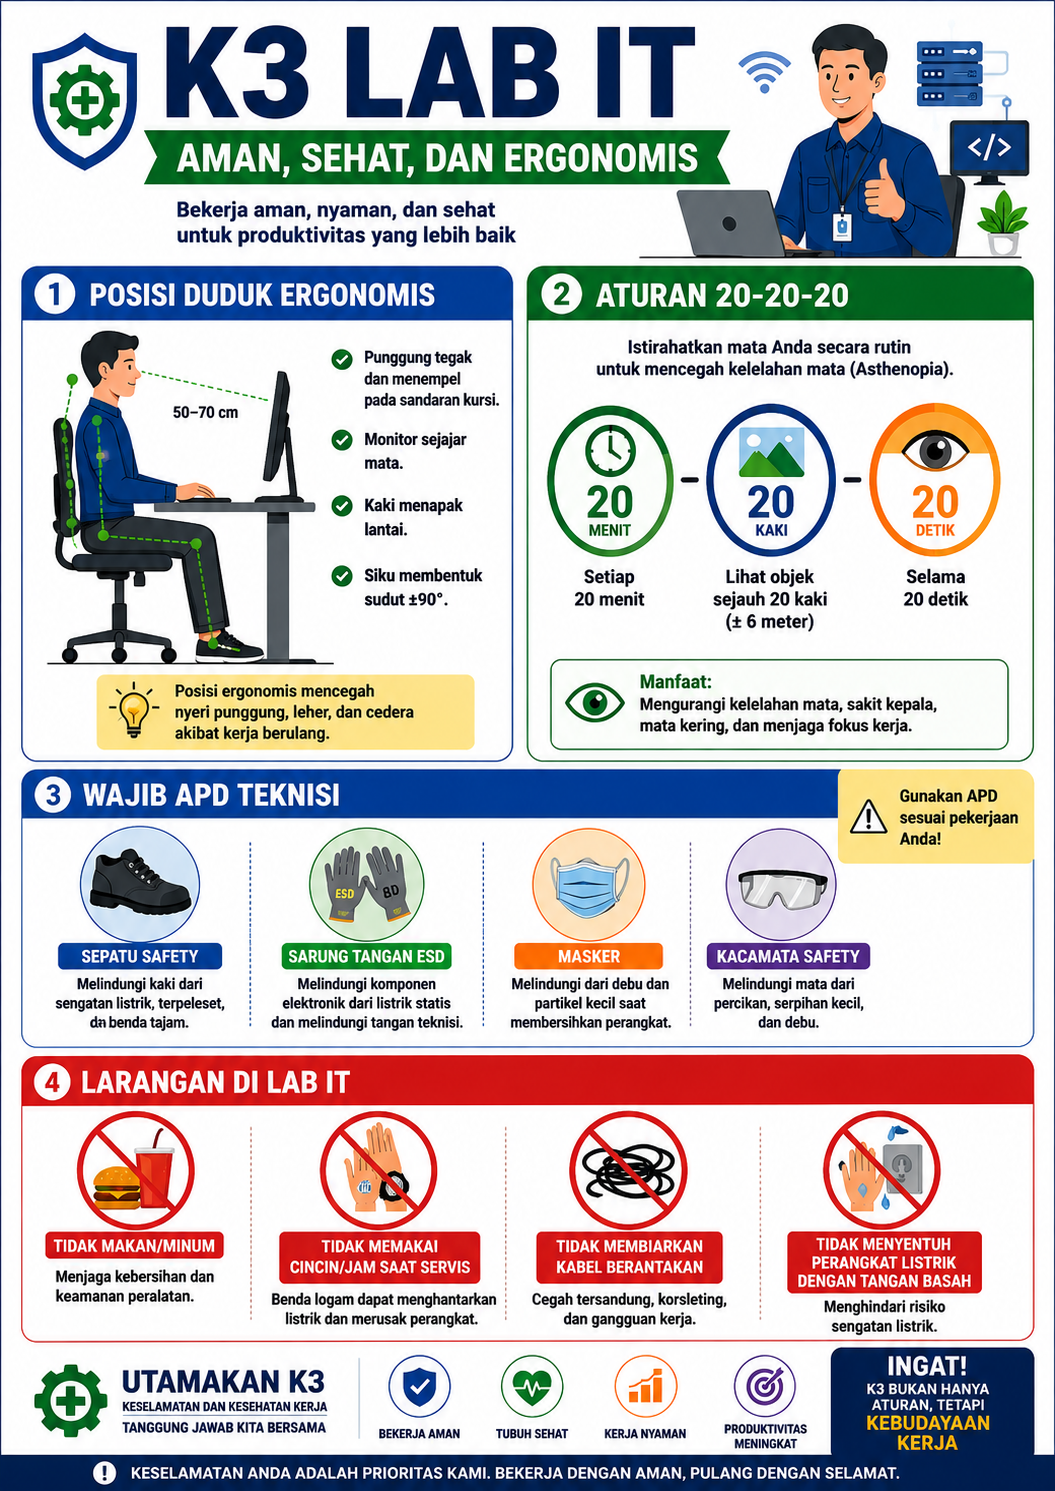 K3 LAB IT
AMAN, SEHAT, DAN ERGONOMIS
Bekerja aman, nyaman, dan sehat
untuk produktivitas yang lebih baik
</>
1 POSISI DUDUK ERGONOMIS
50–70 cm
Punggung tegak
dan menempel
pada sandaran kursi.
Monitor sejajar
mata.
Kaki menapak
lantai.
Siku membentuk
sudut ±90°.
Posisi ergonomis mencegah
nyeri punggung, leher, dan cedera
akibat kerja berulang.
2 ATURAN 20-20-20
Istirahatkan mata Anda secara rutin
untuk mencegah kelelahan mata (Asthenopia).
20
MENIT
Setiap
20 menit
20
KAKI
Lihat objek
sejauh 20 kaki
(± 6 meter)
20
DETIK
Selama
20 detik
Manfaat:
Mengurangi kelelahan mata, sakit kepala,
mata kering, dan menjaga fokus kerja.
3 WAJIB APD TEKNISI
Gunakan APD
sesuai pekerjaan
Anda!
SEPATU SAFETY
Melindungi kaki dari
sengatan listrik, terpeleset,
dan benda tajam.
ESD
BD
SARUNG TANGAN ESD
Melindungi komponen
elektronik dari listrik statis
dan melindungi tangan teknisi.
MASKER
Melindungi dari debu dan
partikel kecil saat
membersihkan perangkat.
KACAMATA SAFETY
Melindungi mata dari
percikan, serpihan kecil,
dan debu.
4 LARANGAN DI LAB IT
TIDAK MAKAN/MINUM
Menjaga kebersihan dan
keamanan peralatan.
TIDAK MEMAKAI
CINCIN/JAM SAAT SERVIS
Benda logam dapat menghantarkan
listrik dan merusak perangkat.
TIDAK MEMBIARKAN
KABEL BERANTAKAN
Cegah tersandung, korsleting,
dan gangguan kerja.
TIDAK MENYENTUH
PERANGKAT LISTRIK
DENGAN TANGAN BASAH
Menghindari risiko
sengatan listrik.
UTAMAKAN K3
KESELAMATAN DAN KESEHATAN KERJA
TANGGUNG JAWAB KITA BERSAMA
BEKERJA AMAN
TUBUH SEHAT
KERJA NYAMAN
PRODUKTIVITAS
MENINGKAT
INGAT!
K3 BUKAN HANYA
ATURAN, TETAPI
KEBUDAYAAN
KERJA
KESELAMATAN ANDA ADALAH PRIORITAS KAMI. BEKERJA DENGAN AMAN, PULANG DENGAN SELAMAT.